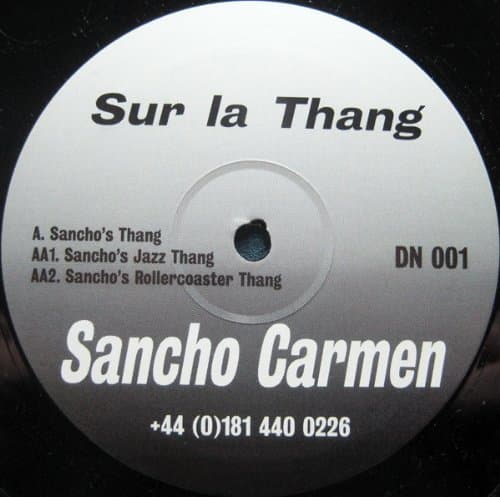 Sur la Thang
A. Sancho's Thang
AA1. Sancho's Jazz Thang
AA2. Sancho's Rollercoaster Thang
DN 001
Sancho Carmen
+44 (0)181 440 0226